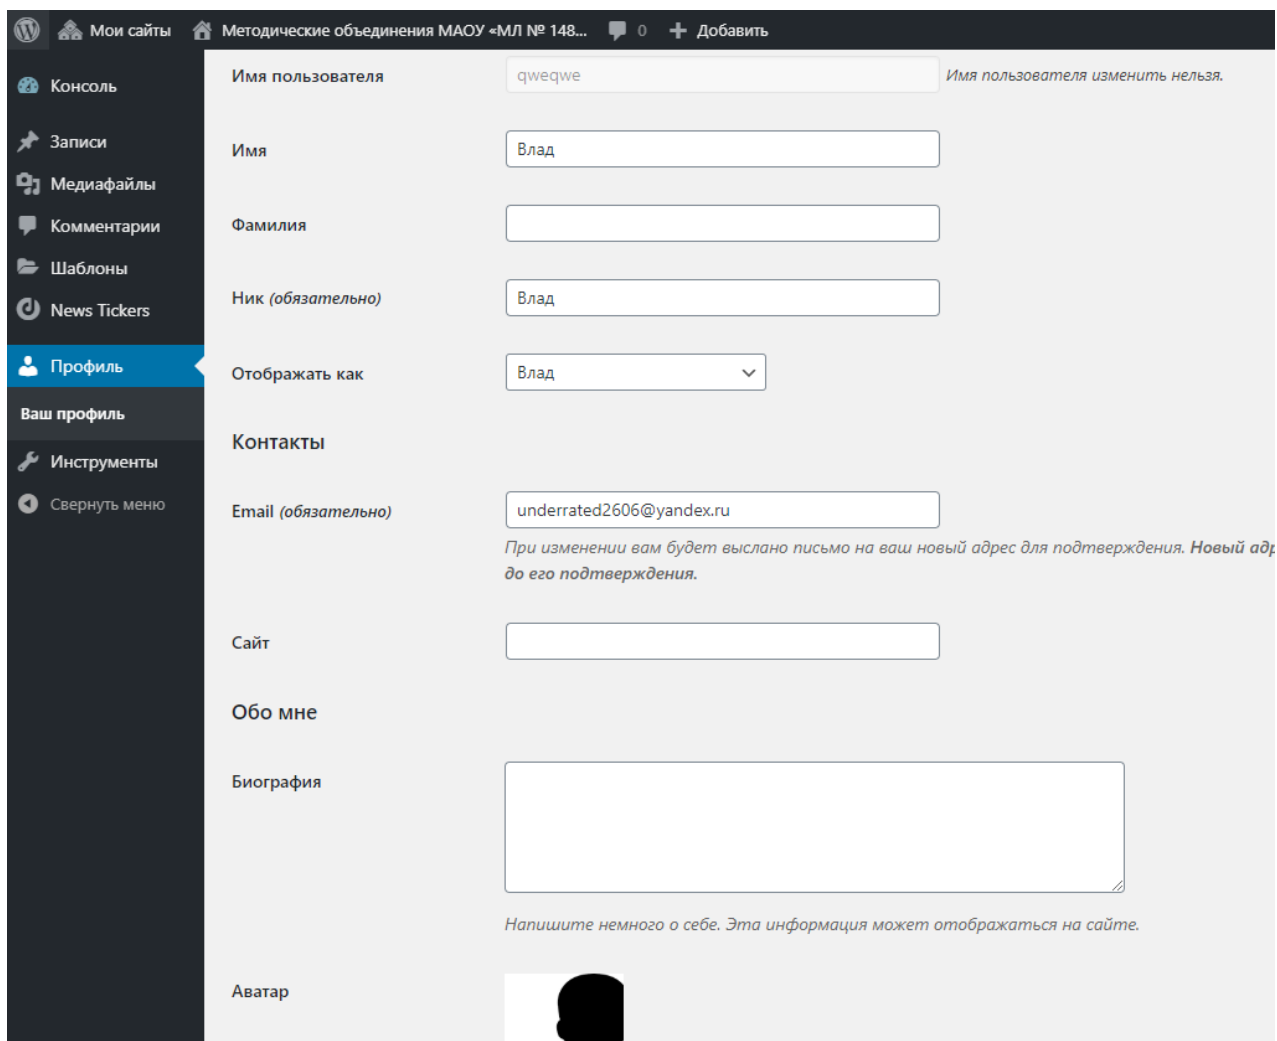 Мои сайты Методические объединения МАОУ «МЛ № 148... 0 Добавить
Консоль
Записи
Медиафайлы
Комментарии
Шаблоны
News Tickers
Профиль
Ваш профиль
Инструменты
Свернуть меню
Имя пользователя qweqwe Имя пользователя изменить нельзя.
Имя Влад
Фамилия
Ник (обязательно) Влад
Отображать как Влад
Контакты
Email (обязательно) underrated2606@yandex.ru
При изменении вам будет выслано письмо на ваш новый адрес для подтверждения. Новый адр
до его подтверждения.
Сайт
Обо мне
Биография
Напишите немного о себе. Эта информация может отображаться на сайте.
Аватар